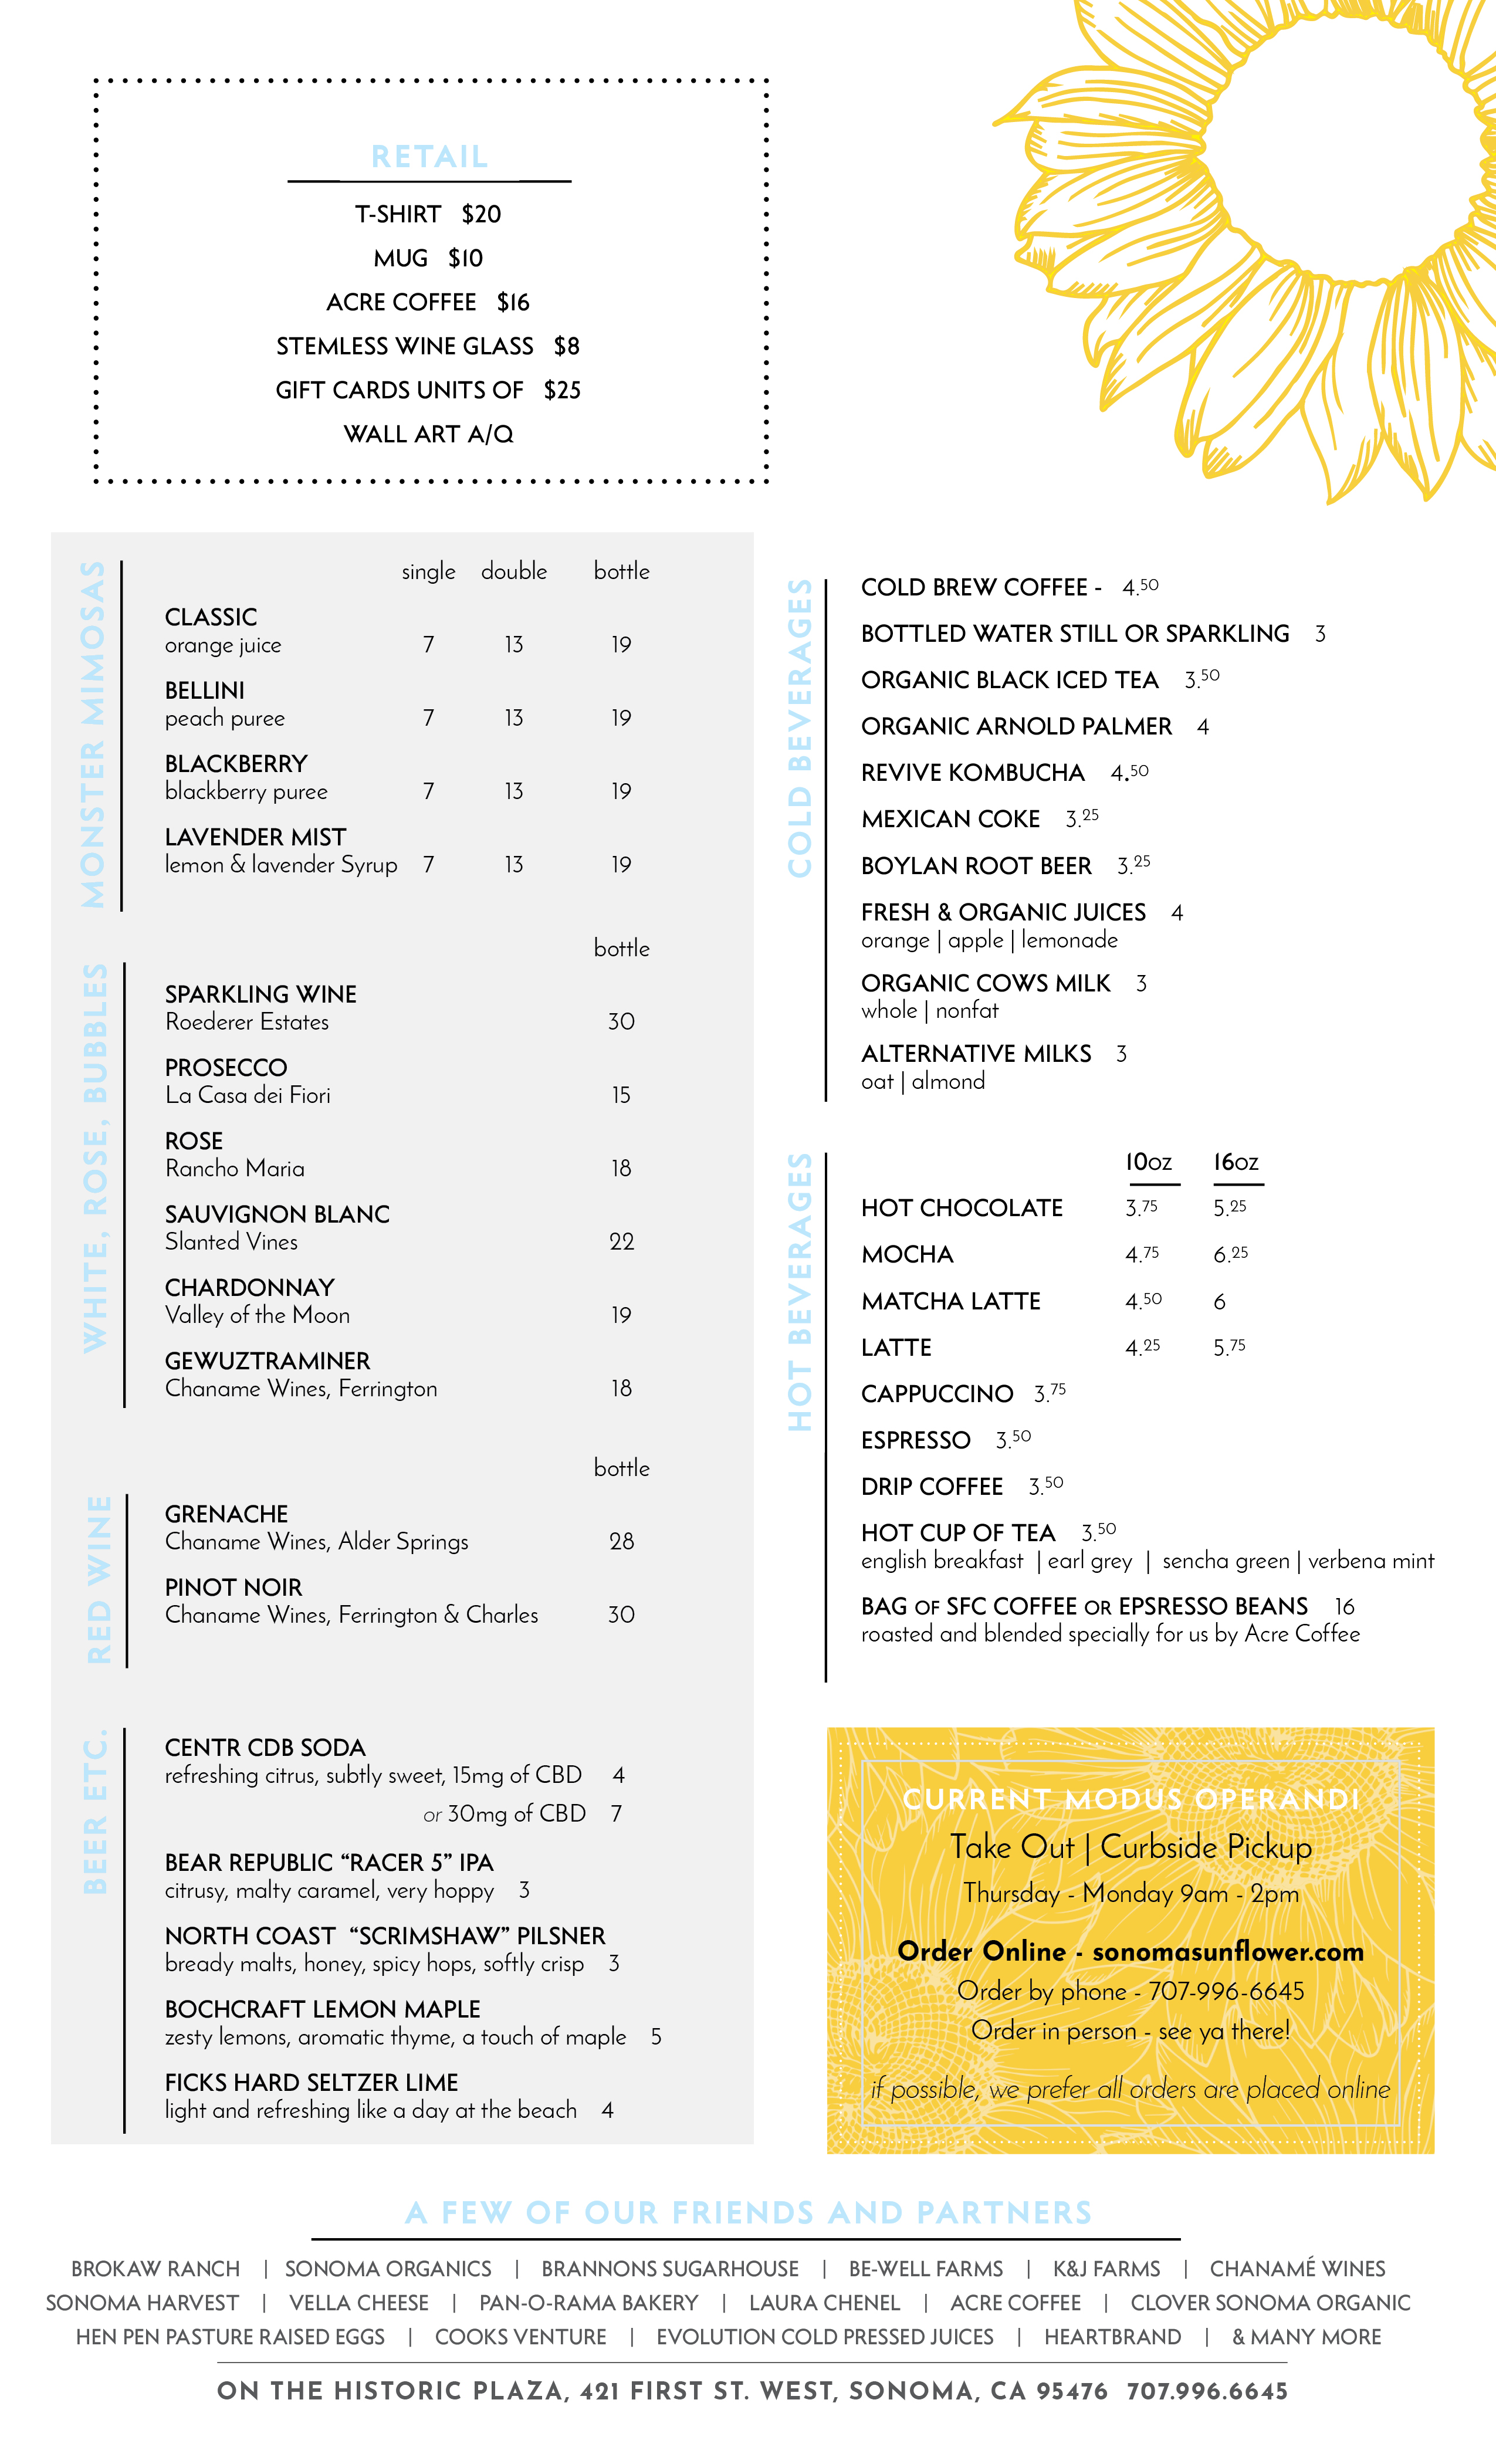 RETAIL
T-SHIRT $20
MUG $10
ACRE COFFEE $16
STEMLESS WINE GLASS $8
GIFT CARDS UNITS OF $25
WALL ART A/Q
MONSTER MIMOSAS
single double bottle
CLASSIC
orange juice 7 13 19
BELLINI
peach puree 7 13 19
BLACKBERRY
blackberry puree 7 13 19
LAVENDER MIST
lemon & lavender Syrup 7 13 19
WHITE, ROSE, BUBBLES
bottle
SPARKLING WINE
Roederer Estates 30
PROSECCO
La Casa dei Fiori 15
ROSE
Rancho Maria 18
SAUVIGNON BLANC
Slanted Vines 22
CHARDONNAY
Valley of the Moon 19
GEWUZTRAMINER
Chaname Wines, Ferrington 18
RED WINE
bottle
GRENACHE
Chaname Wines, Alder Springs 28
PINOT NOIR
Chaname Wines, Ferrington & Charles 30
BEER ETC.
CENTR CDB SODA
refreshing citrus, subtly sweet, 15mg of CBD 4
or 30mg of CBD 7
BEAR REPUBLIC “RACER 5” IPA
citrusy, malty caramel, very hoppy 3
NORTH COAST “SCRIMSHAW” PILSNER
bready malts, honey, spicy hops, softly crisp 3
BOCHCRAFT LEMON MAPLE
zesty lemons, aromatic thyme, a touch of maple 5
FICKS HARD SELTZER LIME
light and refreshing like a day at the beach 4
COLD BEVERAGES
COLD BREW COFFEE - 4.50
BOTTLED WATER STILL OR SPARKLING 3
ORGANIC BLACK ICED TEA 3.50
ORGANIC ARNOLD PALMER 4
REVIVE KOMBUCHA 4.50
MEXICAN COKE 3.25
BOYLAN ROOT BEER 3.25
FRESH & ORGANIC JUICES 4
orange | apple | lemonade
ORGANIC COWS MILK 3
whole | nonfat
ALTERNATIVE MILKS 3
oat | almond
HOT BEVERAGES
10oz 16oz
HOT CHOCOLATE 3.75 5.25
MOCHA 4.75 6.25
MATCHA LATTE 4.50 6
LATTE 4.25 5.75
CAPPUCCINO 3.75
ESPRESSO 3.50
DRIP COFFEE 3.50
HOT CUP OF TEA 3.50
english breakfast | earl grey | sencha green | verbena mint
BAG OF SFC COFFEE OR EPSRESSO BEANS 16
roasted and blended specially for us by Acre Coffee
CURRENT MODUS OPERANDI
Take Out | Curbside Pickup
Thursday - Monday 9am - 2pm
Order Online - sonomasunflower.com
Order by phone - 707-996-6645
Order in person - see ya there!
if possible, we prefer all orders are placed online
A FEW OF OUR FRIENDS AND PARTNERS
BROKAW RANCH | SONOMA ORGANICS | BRANNONS SUGARHOUSE | BE-WELL FARMS | K&J FARMS | CHANAMÉ WINES
SONOMA HARVEST | VELLA CHEESE | PAN-O-RAMA BAKERY | LAURA CHENEL | ACRE COFFEE | CLOVER SONOMA ORGANIC
HEN PEN PASTURE RAISED EGGS | COOKS VENTURE | EVOLUTION COLD PRESSED JUICES | HEARTBRAND | & MANY MORE
ON THE HISTORIC PLAZA, 421 FIRST ST. WEST, SONOMA, CA 95476 707.996.6645